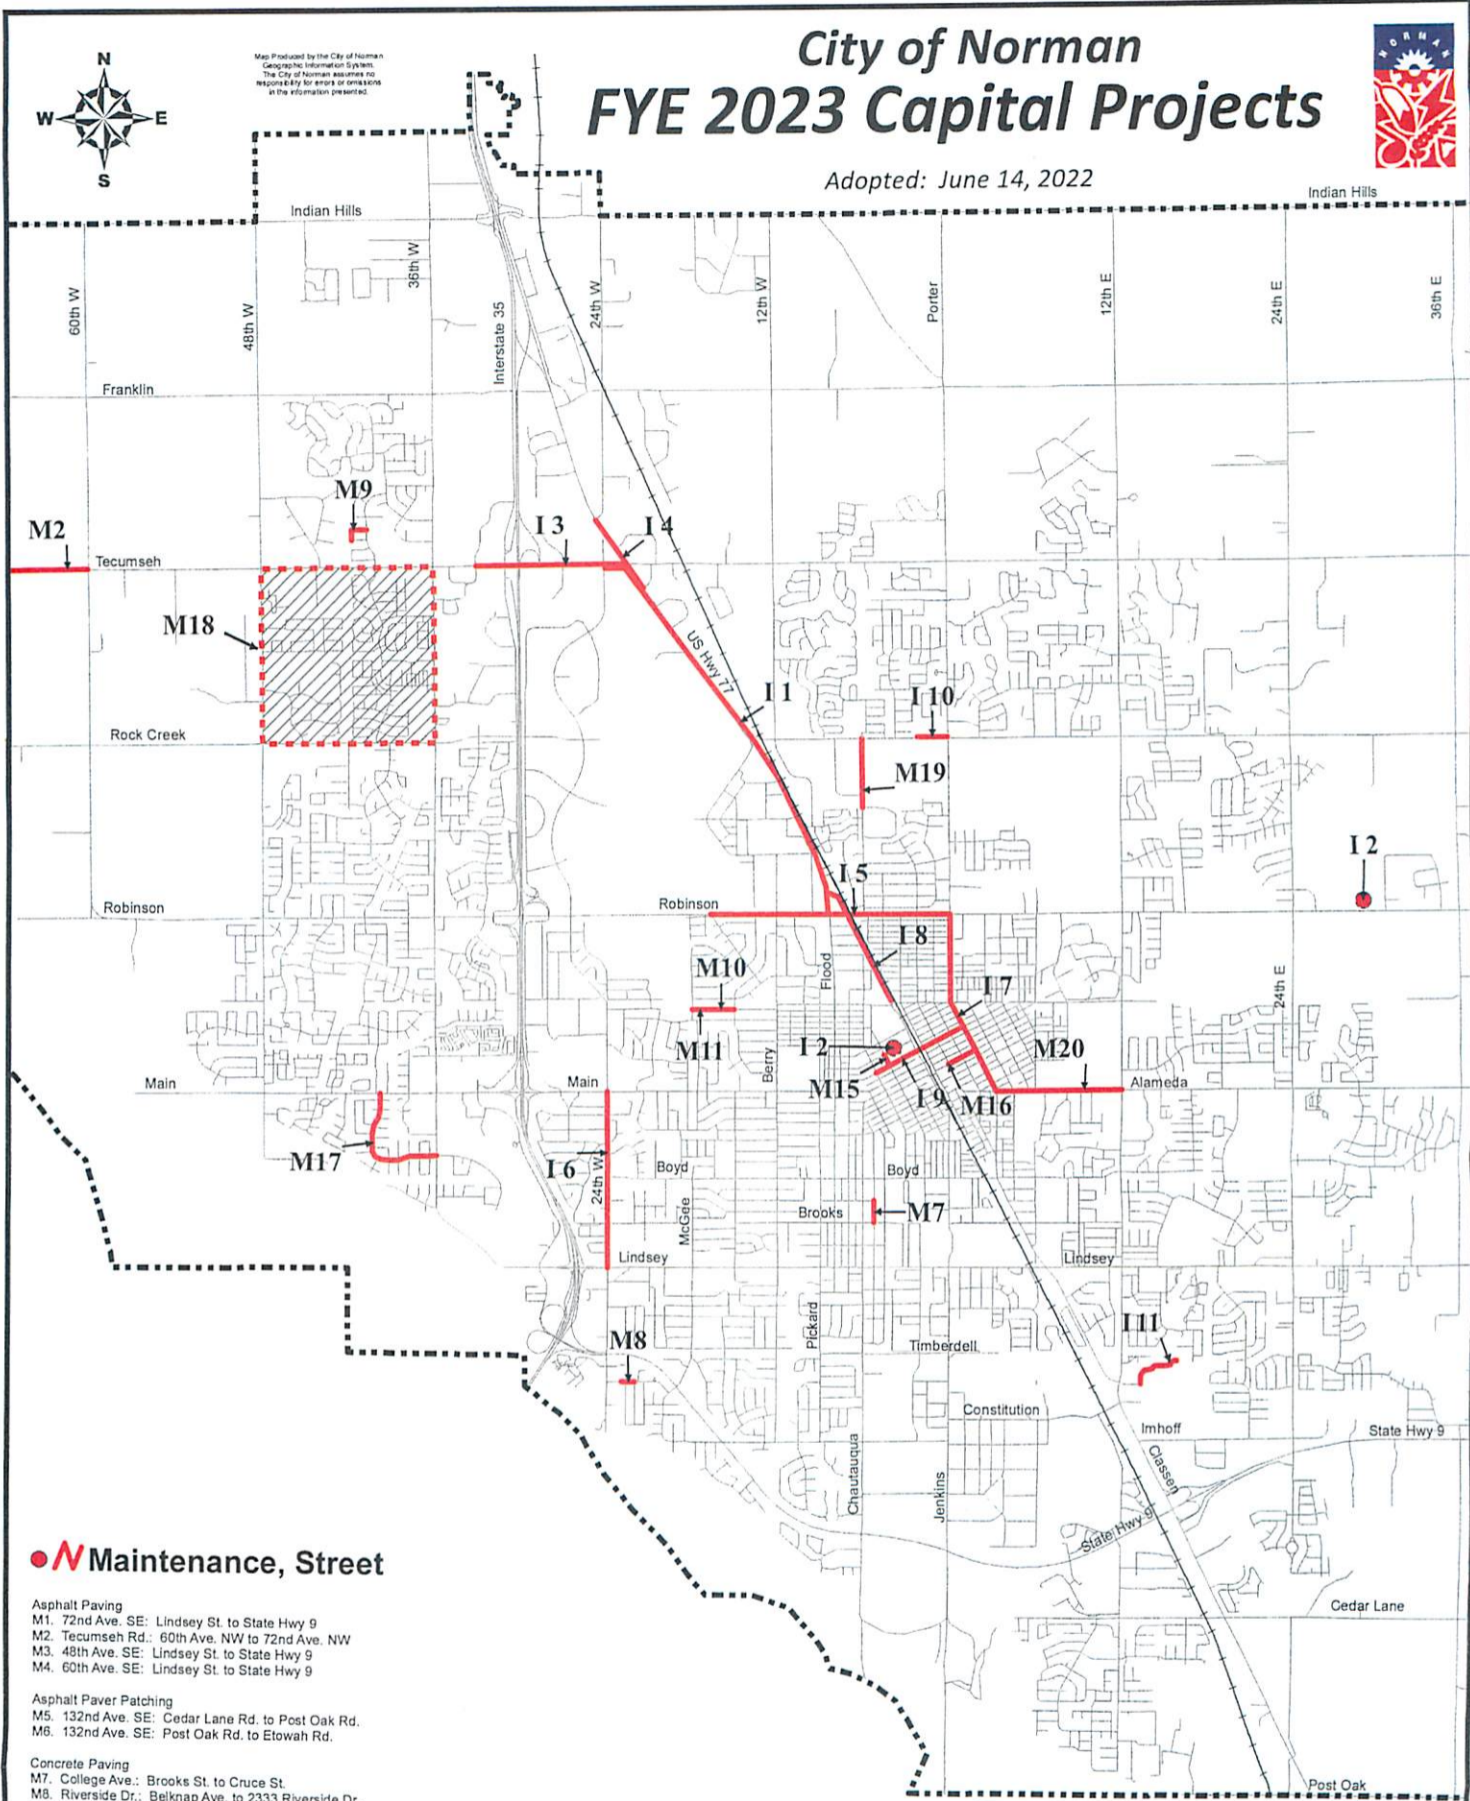 City of Norman
FYE 2023 Capital Projects
Adopted: June 14, 2022
NORMAN
N
W
E
S
Map Produced by the City of Norman
Geographic Information System.
The City of Norman assumes no
responsibility for errors or omissions
in the information presented.
Indian Hills
Indian Hills
60th W
48th W
36th W
Interstate 35
24th W
12th W
Porter
12th E
24th E
36th E
Franklin
M9
M2
I 3
I 4
Tecumseh
M18
US Hwy 77
I 1
I 10
Rock Creek
M19
I 2
I 5
Robinson
Robinson
I 8
Flood
M10
I 7
24th E
M11
Berry
I 2
M20
M15
I 9
M16
Main
Main
Alameda
M17
I 6
24th W
Boyd
Boyd
McGee
Brooks
M7
Lindsey
Lindsey
Pickard
I 11
M8
Timberdell
Constitution
Imhoff
State Hwy 9
Chautauqua
Jenkins
Classen
State Hwy 9
Cedar Lane
Post Oak
Maintenance, Street
Asphalt Paving
M1. 72nd Ave. SE: Lindsey St. to State Hwy 9
M2. Tecumseh Rd.: 60th Ave. NW to 72nd Ave. NW
M3. 48th Ave. SE: Lindsey St. to State Hwy 9
M4. 60th Ave. SE: Lindsey St. to State Hwy 9
Asphalt Paver Patching
M5. 132nd Ave. SE: Cedar Lane Rd. to Post Oak Rd.
M6. 132nd Ave. SE: Post Oak Rd. to Etowah Rd.
Concrete Paving
M7. College Ave.: Brooks St. to Cruce St.
M8. Riverside Dr.: Belknap Ave. to 2333 Riverside Dr.